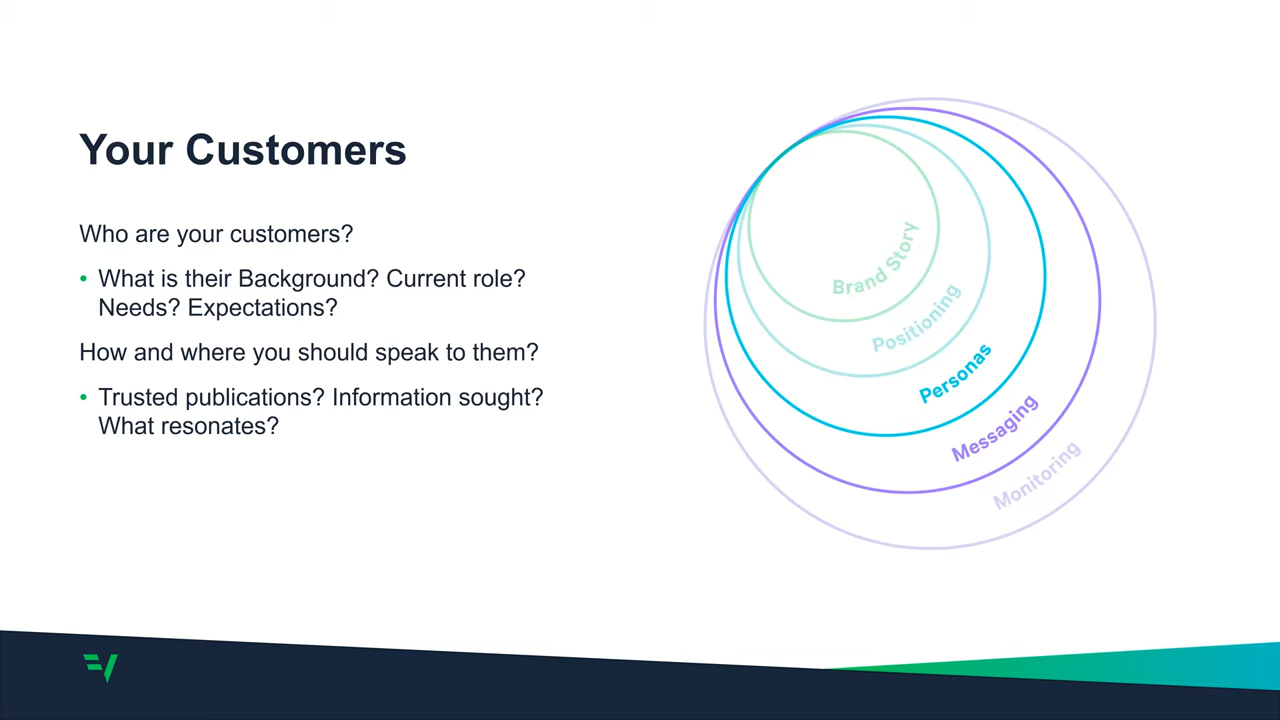 Your Customers
Who are your customers?
• What is their Background? Current role?
Needs? Expectations?
How and where you should speak to them?
• Trusted publications? Information sought?
What resonates?
Brand Story
Positioning
Personas
Messaging
Monitoring